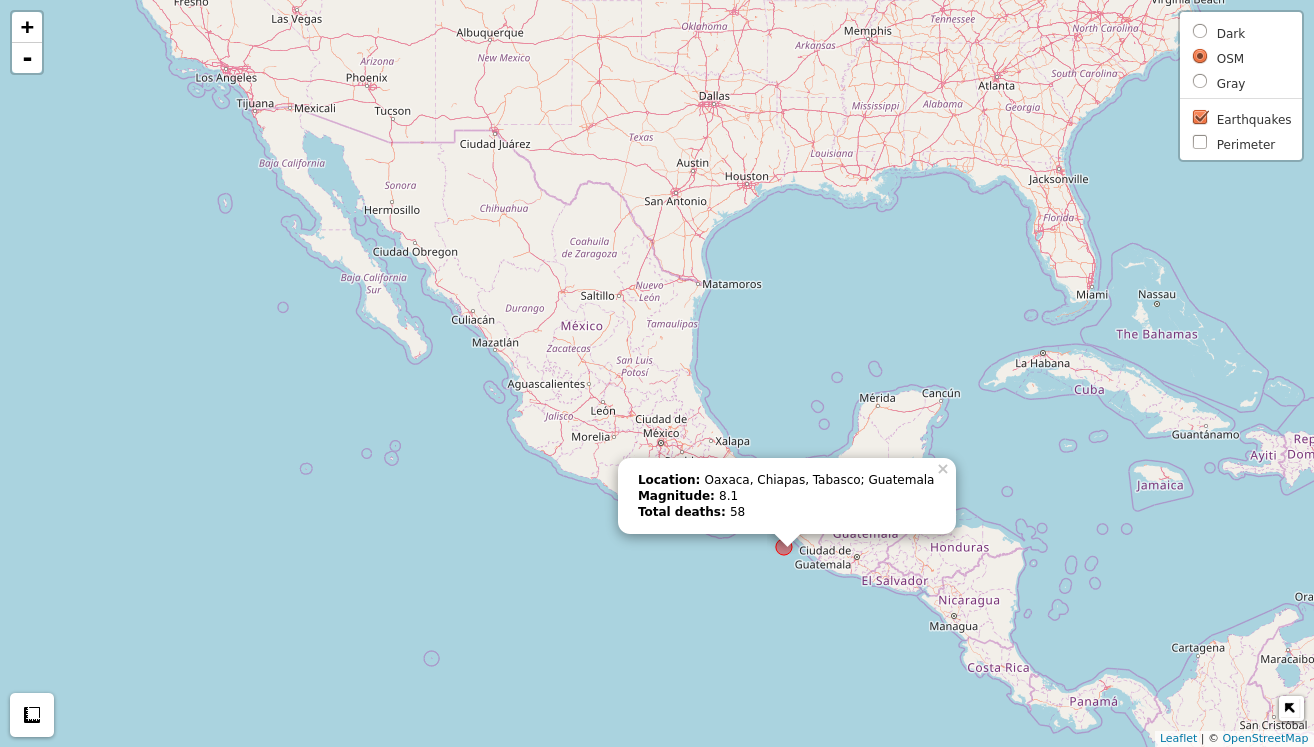 Fresno
Las Vegas
Albuquerque
Oklahoma
Memphis
Tennessee
Virginia Beach
North Carolina
+
-
Dark
OSM
Gray
Earthquakes
Perimeter
Los Angeles
Arizona
New Mexico
Phoenix
Arkansas
Atlanta
South Carolina
Tijuana
Mexicali
Tucson
Dallas
Mississippi
Alabama
Georgia
Ciudad Juárez
Texas
Louisiana
Baja California
Austin
Houston
Jacksonville
Sonora
San Antonio
Hermosillo
Chihuahua
Florida
Ciudad Obregon
Coahuila
de Zaragoza
Baja California
Sur
Saltillo
Nuevo
León
Matamoros
Miami
Nassau
Durango
Culiacán
México
Tamaulipas
The Bahamas
Mazatlán
Zacatecas
San Luis
Potosí
La Habana
Aguascalientes
Mérida
Cancún
Cuba
León
Jalisco
Ciudad de
México
Morelia
Xalapa
Guantánamo
Ayiti
Rep
Dom
Location: Oaxaca, Chiapas, Tabasco; Guatemala
Magnitude: 8.1
Total deaths: 58
×
Jamaica
Guatemala
Ciudad de
Guatemala
Honduras
El Salvador
Nicaragua
Managua
Ora
Cartagena
Maracaibo
Costa Rica
Panamá
San Cristóbal
Leaflet | © OpenStreetMap